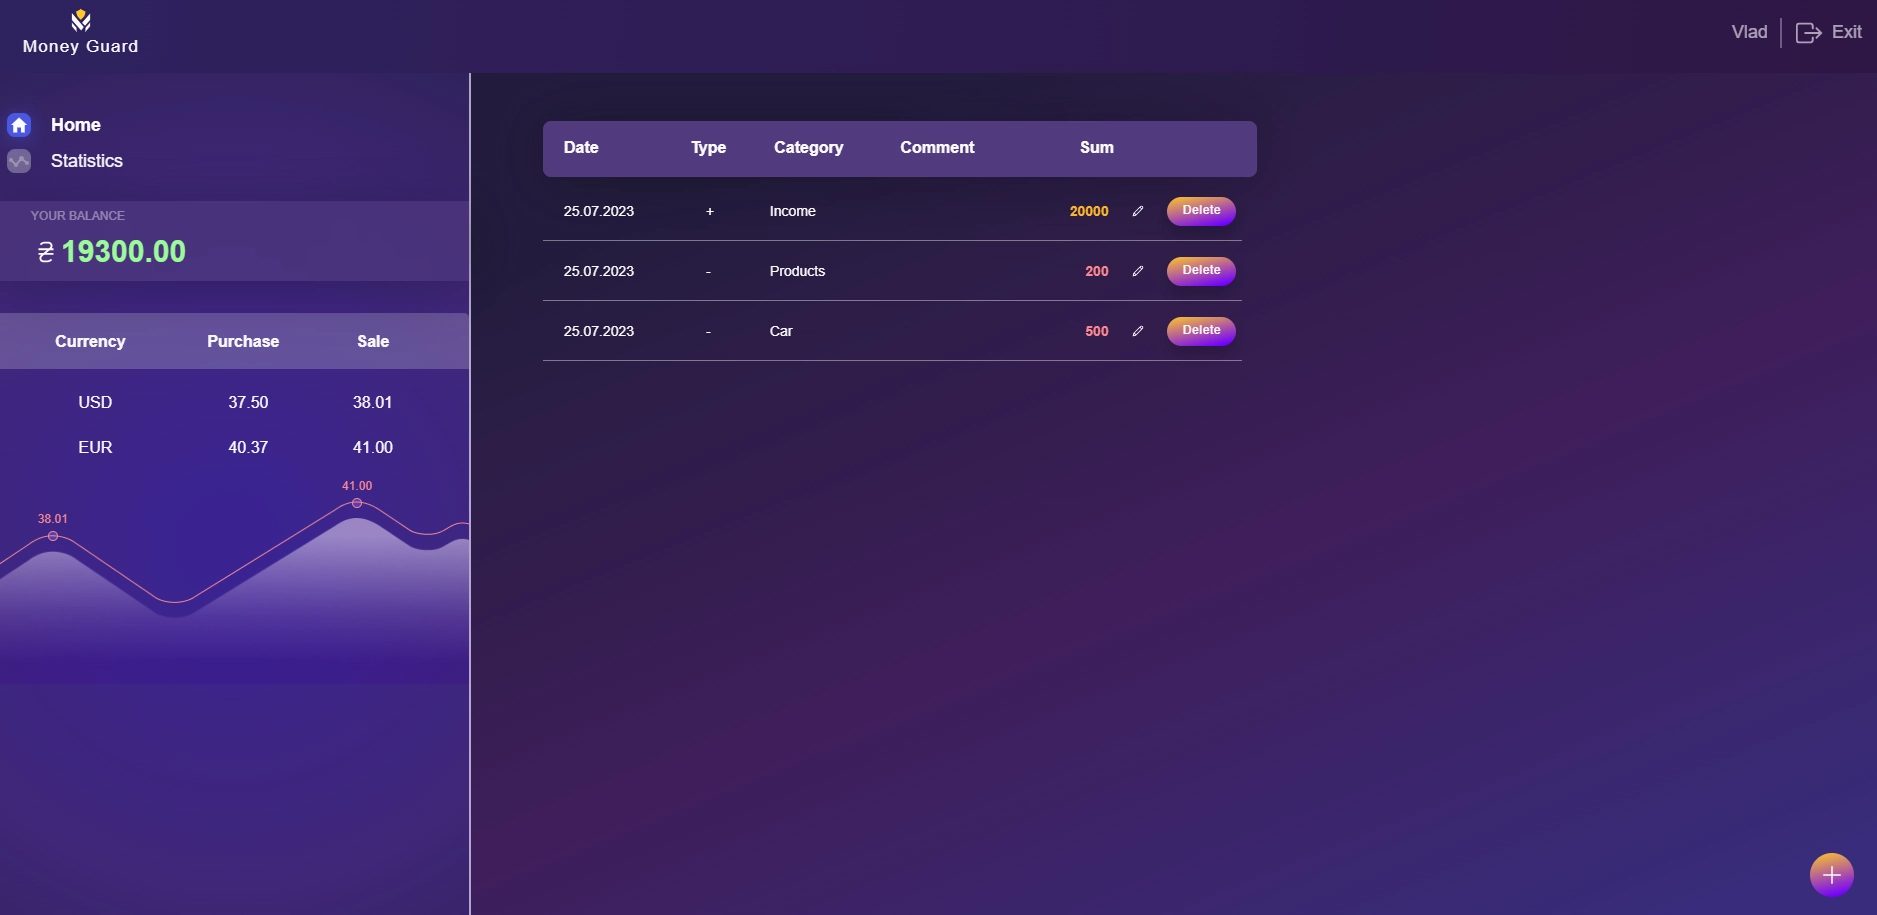 Money Guard
Vlad
Exit
Home
Statistics
YOUR BALANCE
₴ 19300.00
Currency Purchase Sale
USD 37.50 38.01
EUR 40.37 41.00
41.00
38.01
Date Type Category Comment Sum
25.07.2023 + Income 20000 Delete
25.07.2023 - Products 200 Delete
25.07.2023 - Car 500 Delete